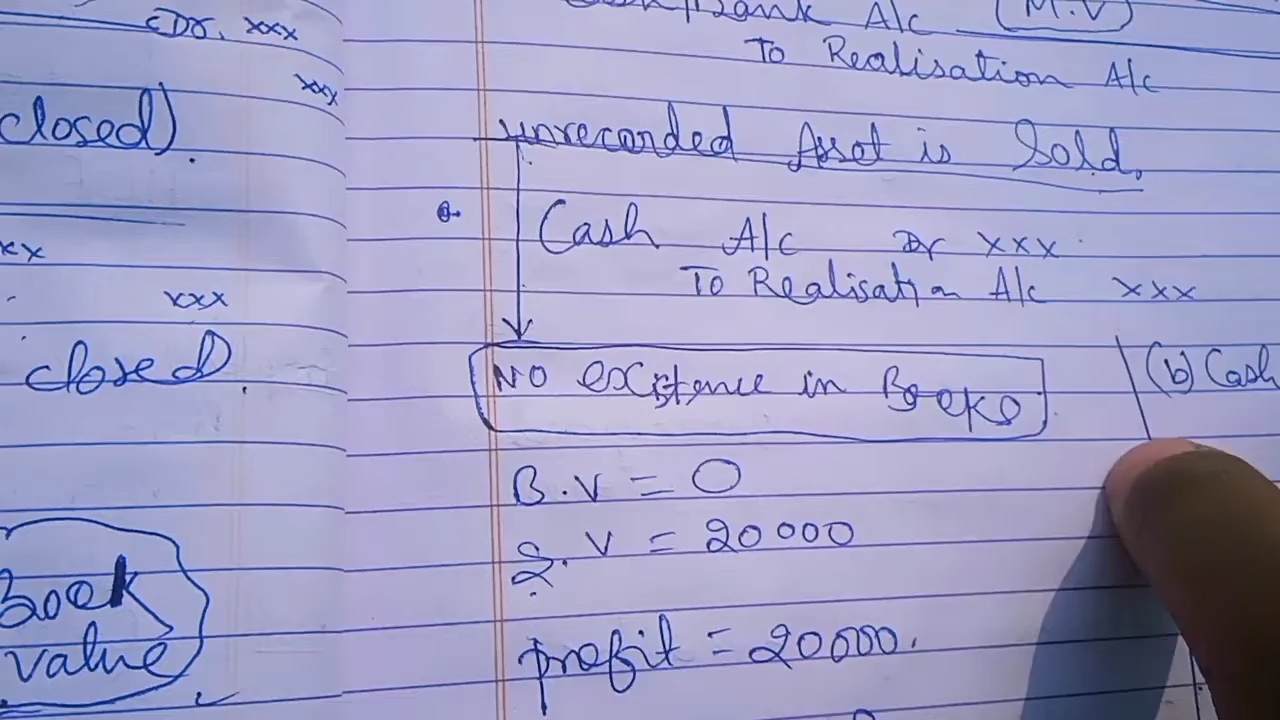 Dr. xxx
xxx
closed).
xx
xxx
closed.
Book
value
Bank A/c (M.V)
To Realisation A/c
unrecorded Asset is Sold.
Cash A/c Dr xxx
To Realisation A/c xxx
No existence in Books
(b) Cash
B.V = 0
S.V = 20000
profit = 20000.